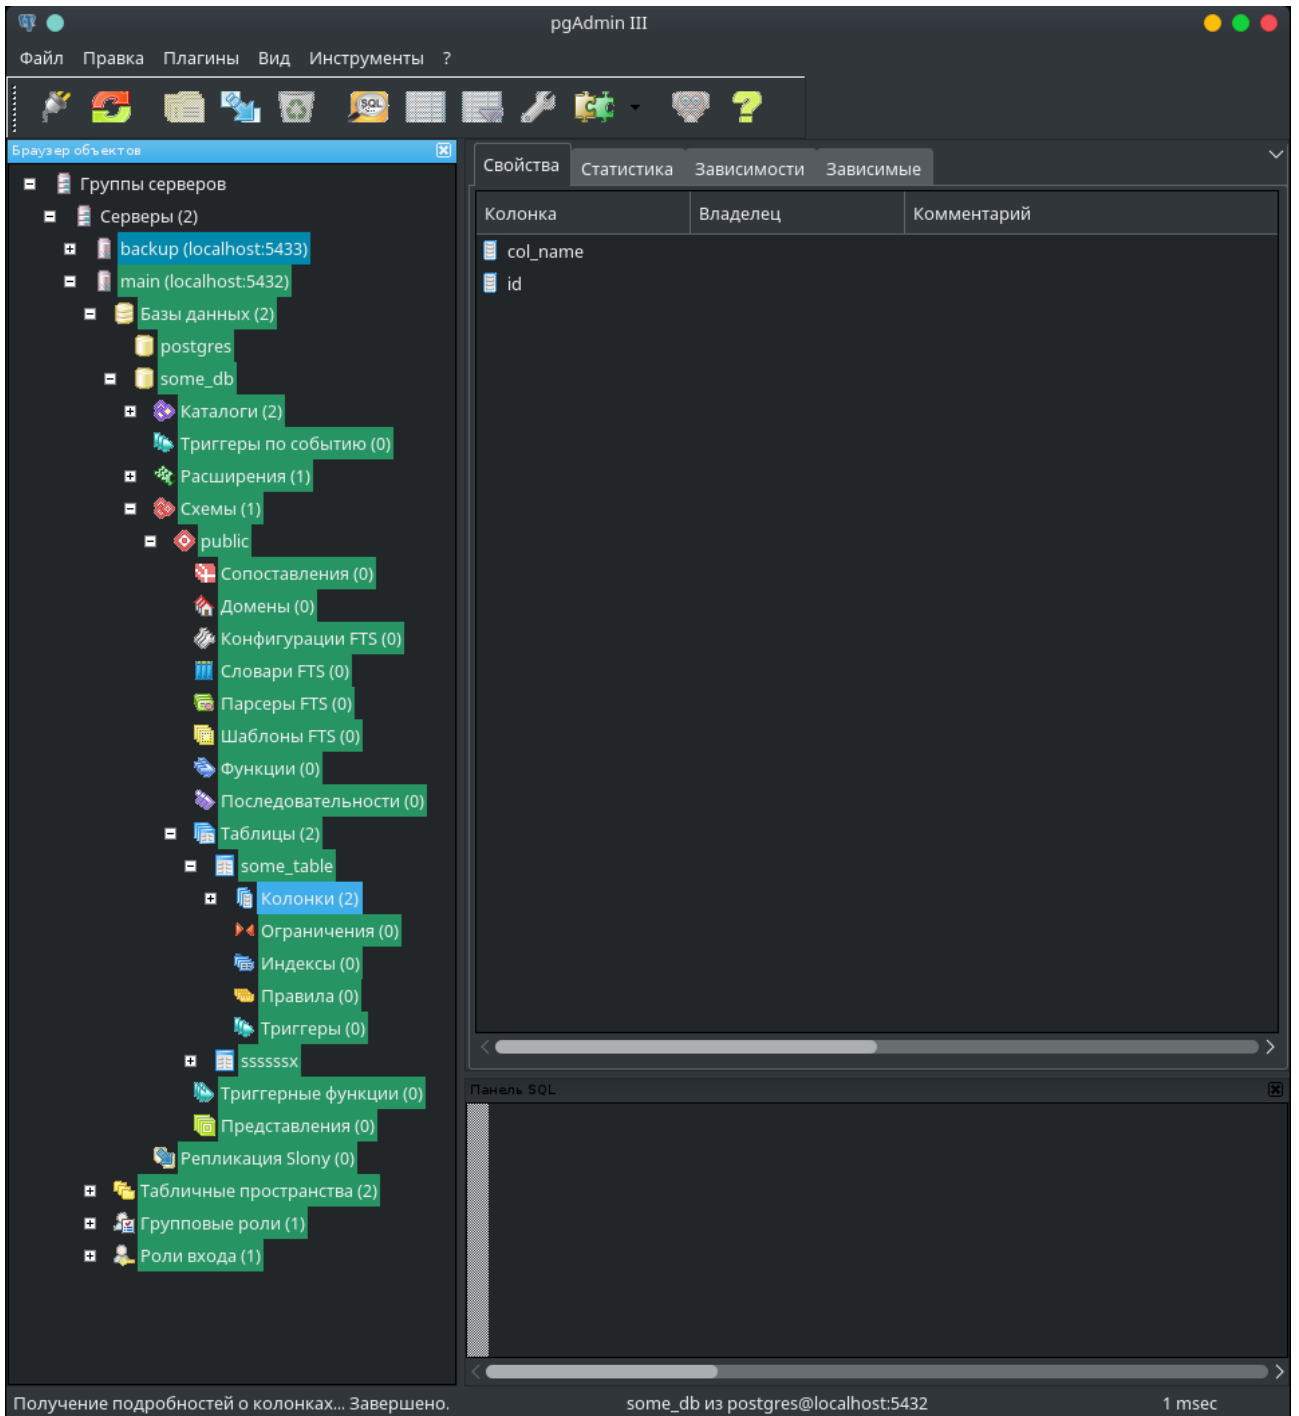 pgAdmin III
Файл Правка Плагины Вид Инструменты ?
SQL
Браузер объектов
Группы серверов
Серверы (2)
backup (localhost:5433)
main (localhost:5432)
Базы данных (2)
postgres
some_db
Каталоги (2)
Триггеры по событию (0)
Расширения (1)
Схемы (1)
public
Сопоставления (0)
Домены (0)
Конфигурации FTS (0)
Словари FTS (0)
Парсеры FTS (0)
Шаблоны FTS (0)
Функции (0)
Последовательности (0)
Таблицы (2)
some_table
Колонки (2)
Ограничения (0)
Индексы (0)
Правила (0)
Триггеры (0)
ssssssx
Триггерные функции (0)
Представления (0)
Репликация Slony (0)
Табличные пространства (2)
Групповые роли (1)
Роли входа (1)
Свойства Статистика Зависимости Зависимые
Колонка Владелец Комментарий
col_name
id
Панель SQL
Получение подробностей о колонках... Завершено. some_db из postgres@localhost:5432 1 msec